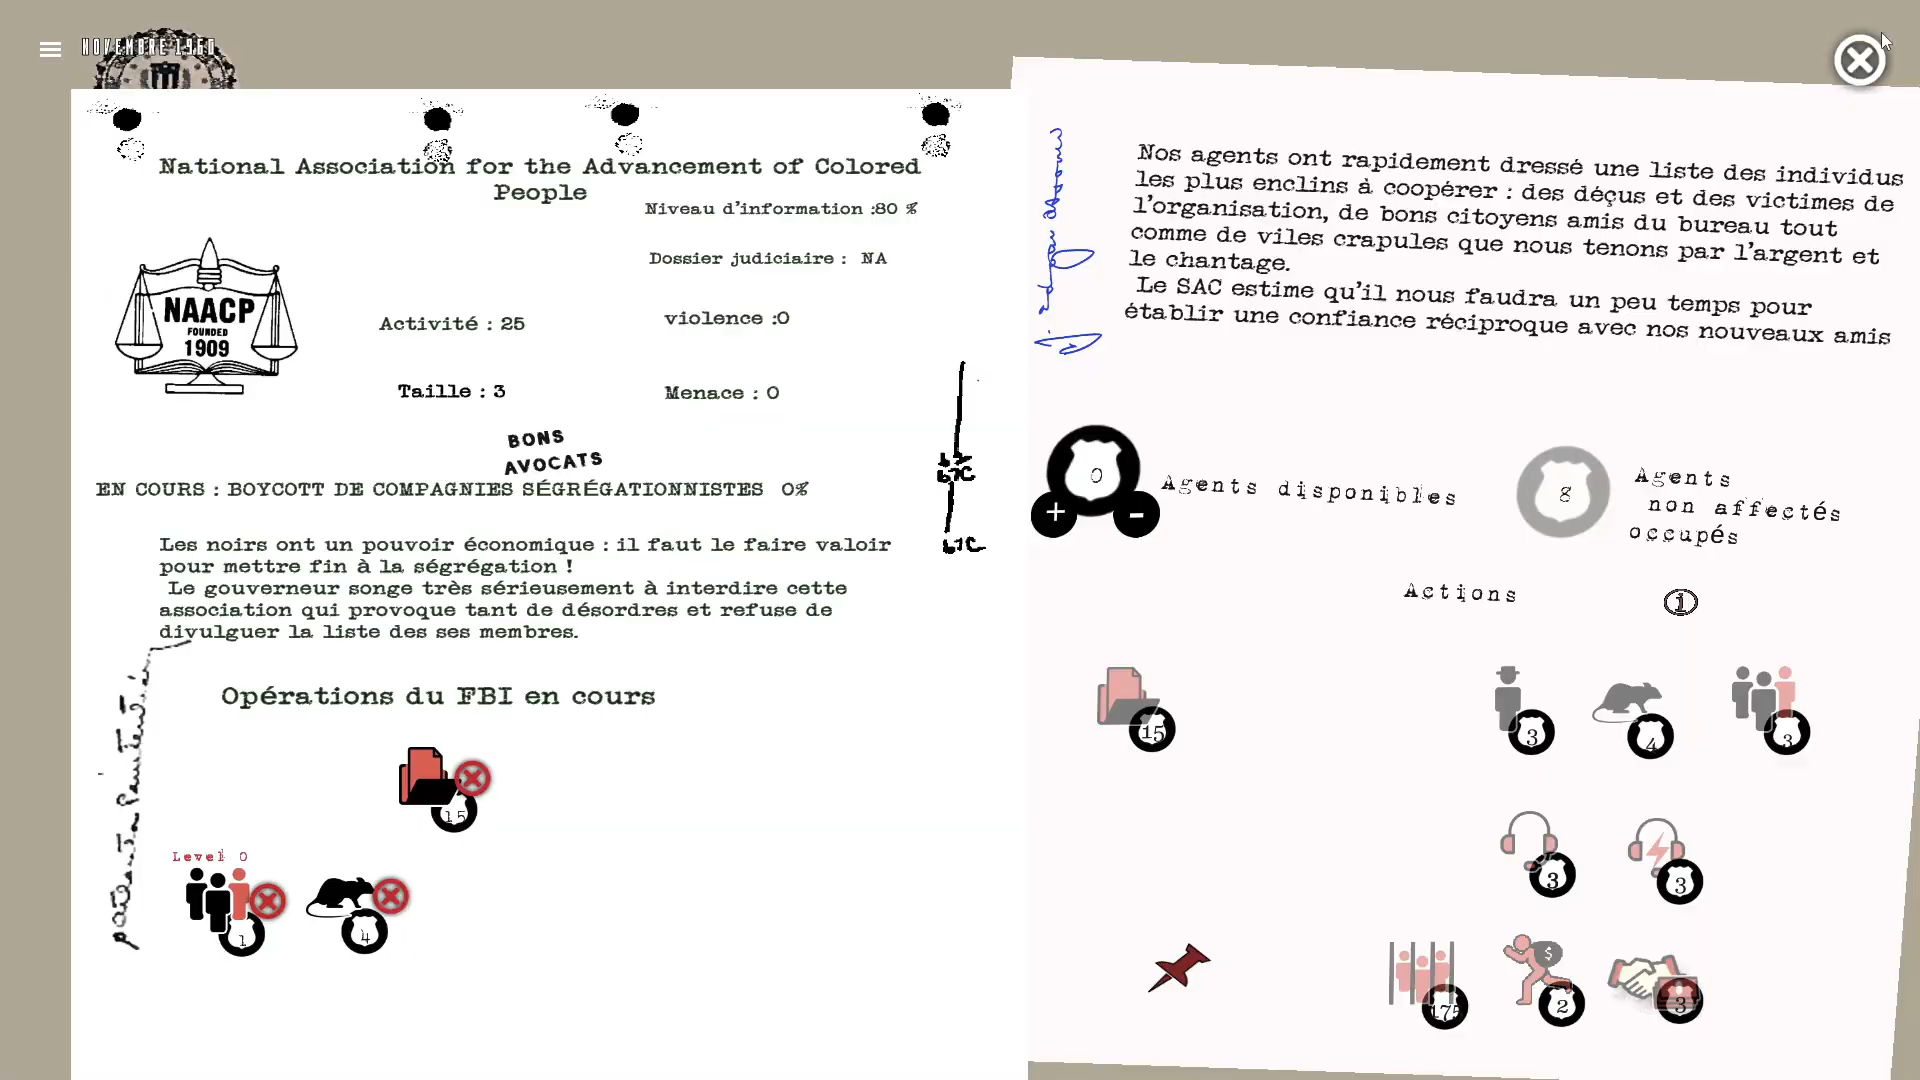 NOVEMBRE 1960
National Association for the Advancement of Colored
People
Niveau d'information :80 %
Dossier judiciaire : NA
NAACP
FOUNDED
1909
Activité : 25
violence :0
Taille : 3
Menace : 0
BONS
AVOCATS
EN COURS : BOYCOTT DE COMPAGNIES SÉGRÉGATIONNISTES 0%
Les noirs ont un pouvoir économique : il faut le faire valoir
pour mettre fin à la ségrégation !
Le gouverneur songe très sérieusement à interdire cette
association qui provoque tant de désordres et refuse de
divulguer la liste des ses membres.
Opérations du FBI en cours
15
Level 0
1
4
b7C
b7C
Nos agents ont rapidement dressé une liste des individus
les plus enclins à coopérer : des déçus et des victimes de
l'organisation, de bons citoyens amis du bureau tout
comme de viles crapules que nous tenons par l'argent et
le chantage.
Le SAC estime qu'il nous faudra un peu temps pour
établir une confiance réciproque avec nos nouveaux amis
0
+
-
Agents disponibles
8
Agents
non affectés
occupés
Actions
i
15
3
4
3
3
3
$
175
2
3